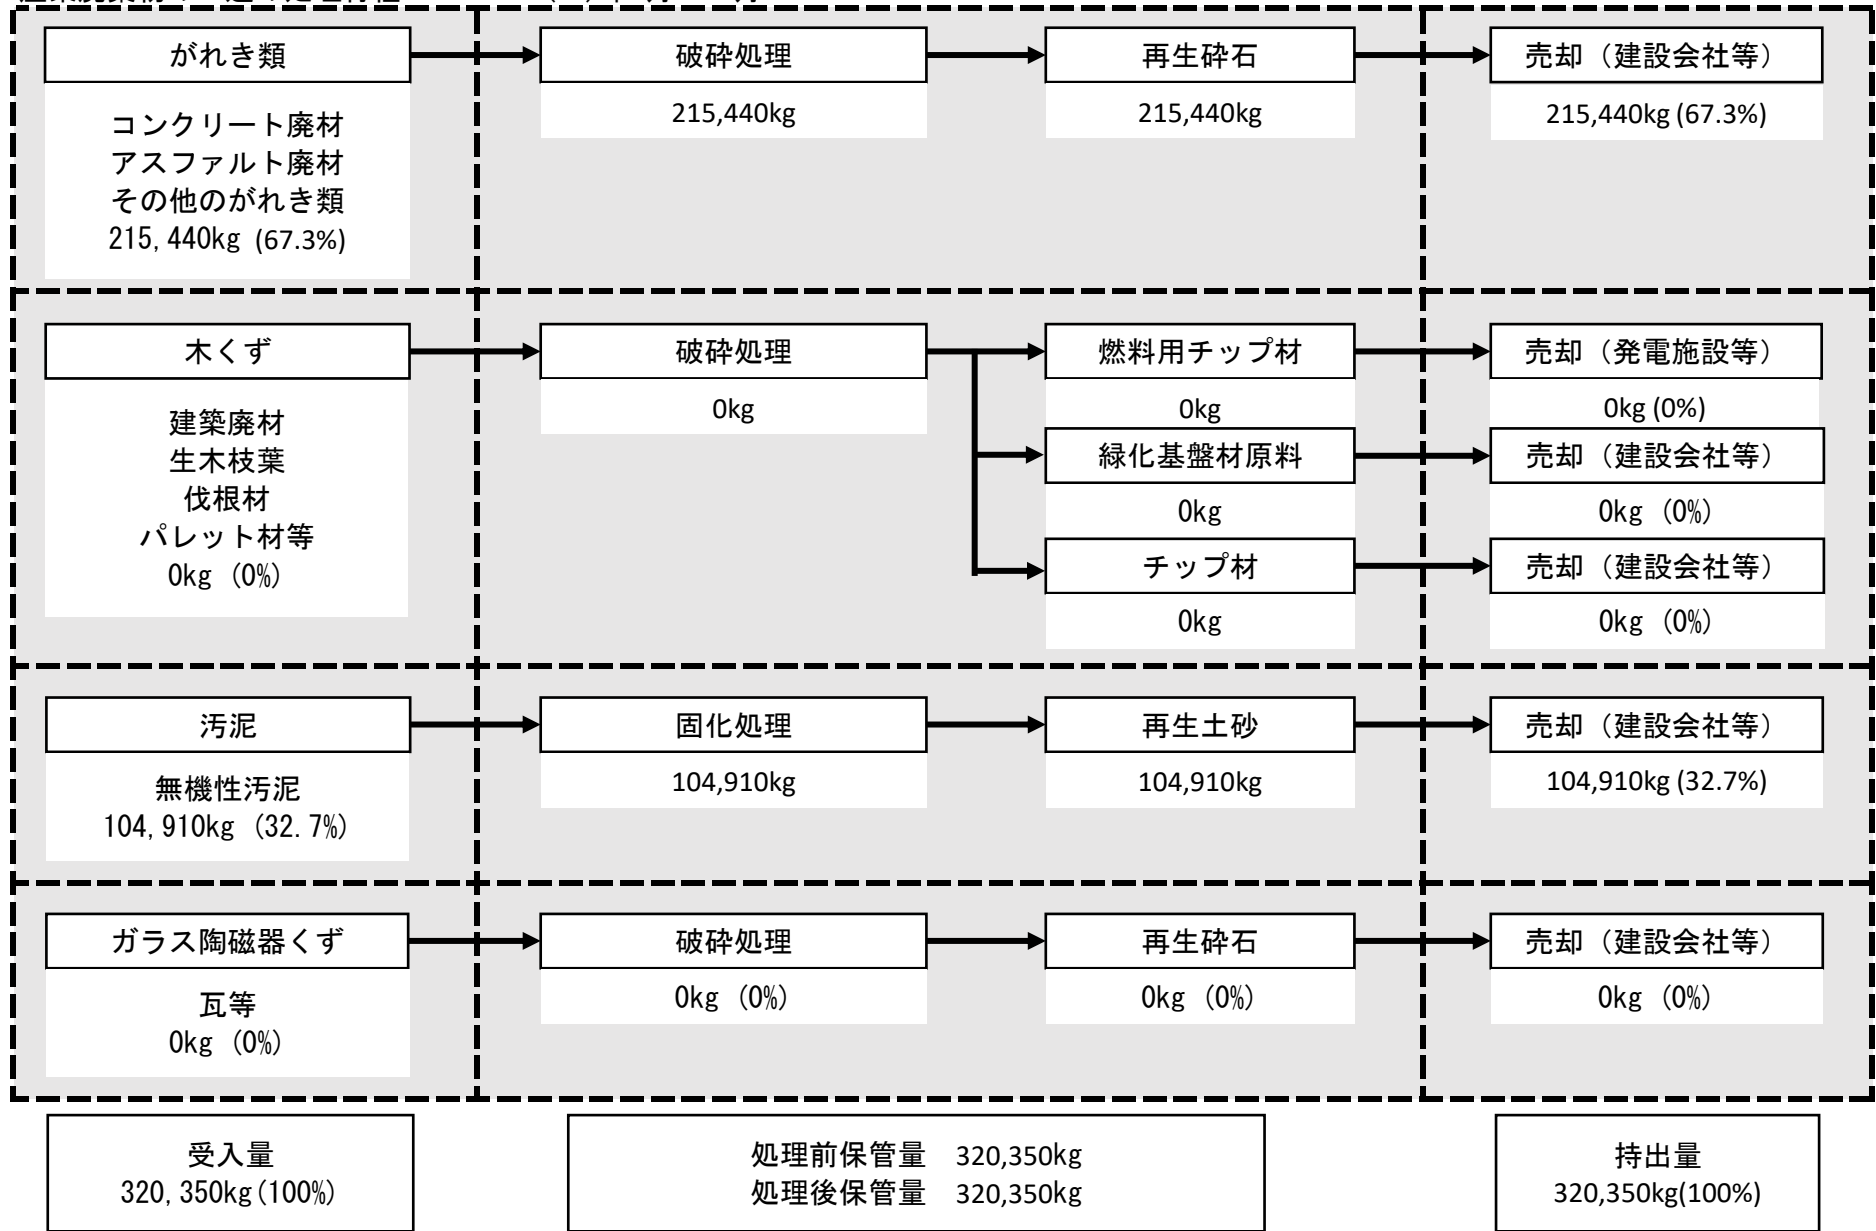 がれき類
破砕処理
再生砕石
売却（建設会社等）
コンクリート廃材
アスファルト廃材
その他のがれき類
215,440kg (67.3%)
215,440kg
215,440kg
215,440kg (67.3%)
木くず
破砕処理
燃料用チップ材
売却（発電施設等）
建築廃材
生木枝葉
伐根材
パレット材等
0kg (0%)
0kg
0kg
0kg (0%)
緑化基盤材原料
売却（建設会社等）
0kg
0kg (0%)
チップ材
売却（建設会社等）
0kg
0kg (0%)
汚泥
固化処理
再生土砂
売却（建設会社等）
無機性汚泥
104,910kg (32.7%)
104,910kg
104,910kg
104,910kg (32.7%)
ガラス陶磁器くず
破砕処理
再生砕石
売却（建設会社等）
瓦等
0kg (0%)
0kg (0%)
0kg (0%)
0kg (0%)
受入量
320,350kg(100%)
処理前保管量 320,350kg
処理後保管量 320,350kg
持出量
320,350kg(100%)